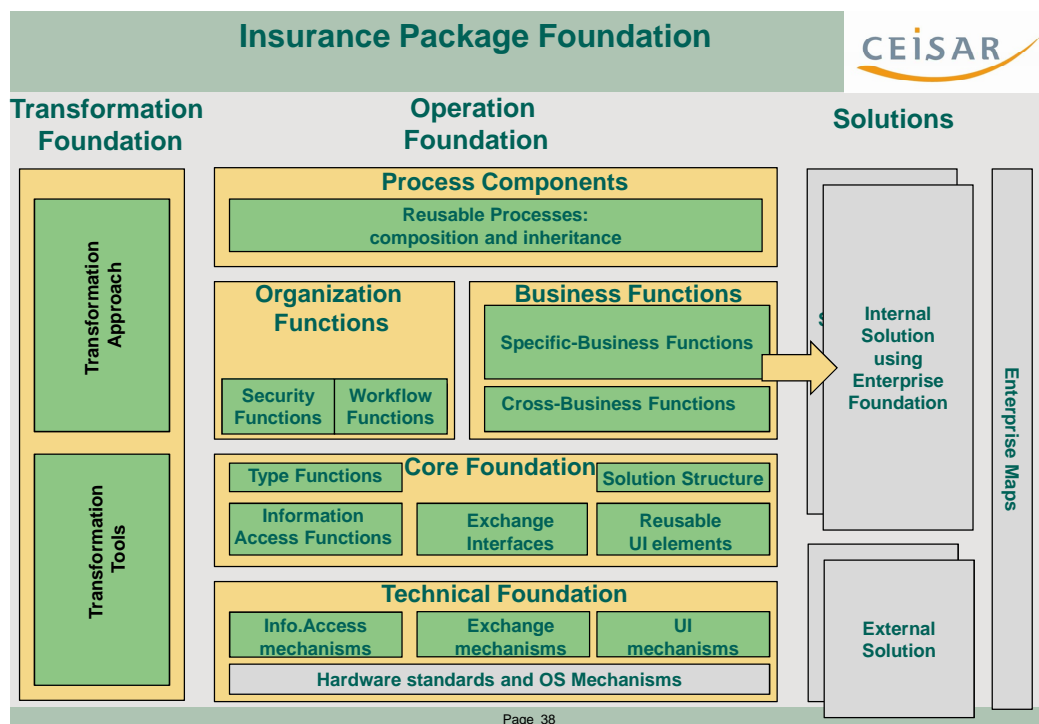 Insurance Package Foundation
CEISAR
Transformation
Foundation
Operation
Foundation
Solutions
Transformation
Approach
Transformation
Tools
Process Components
Reusable Processes:
composition and inheritance
Organization
Functions
Security
Functions
Workflow
Functions
Business Functions
Specific-Business Functions
Cross-Business Functions
Core Foundation
Type Functions
Solution Structure
Information
Access Functions
Exchange
Interfaces
Reusable
UI elements
Technical Foundation
Info.Access
mechanisms
Exchange
mechanisms
UI
mechanisms
Hardware standards and OS Mechanisms
Internal
Solution
using
Enterprise
Foundation
External
Solution
Enterprise Maps
Page 38